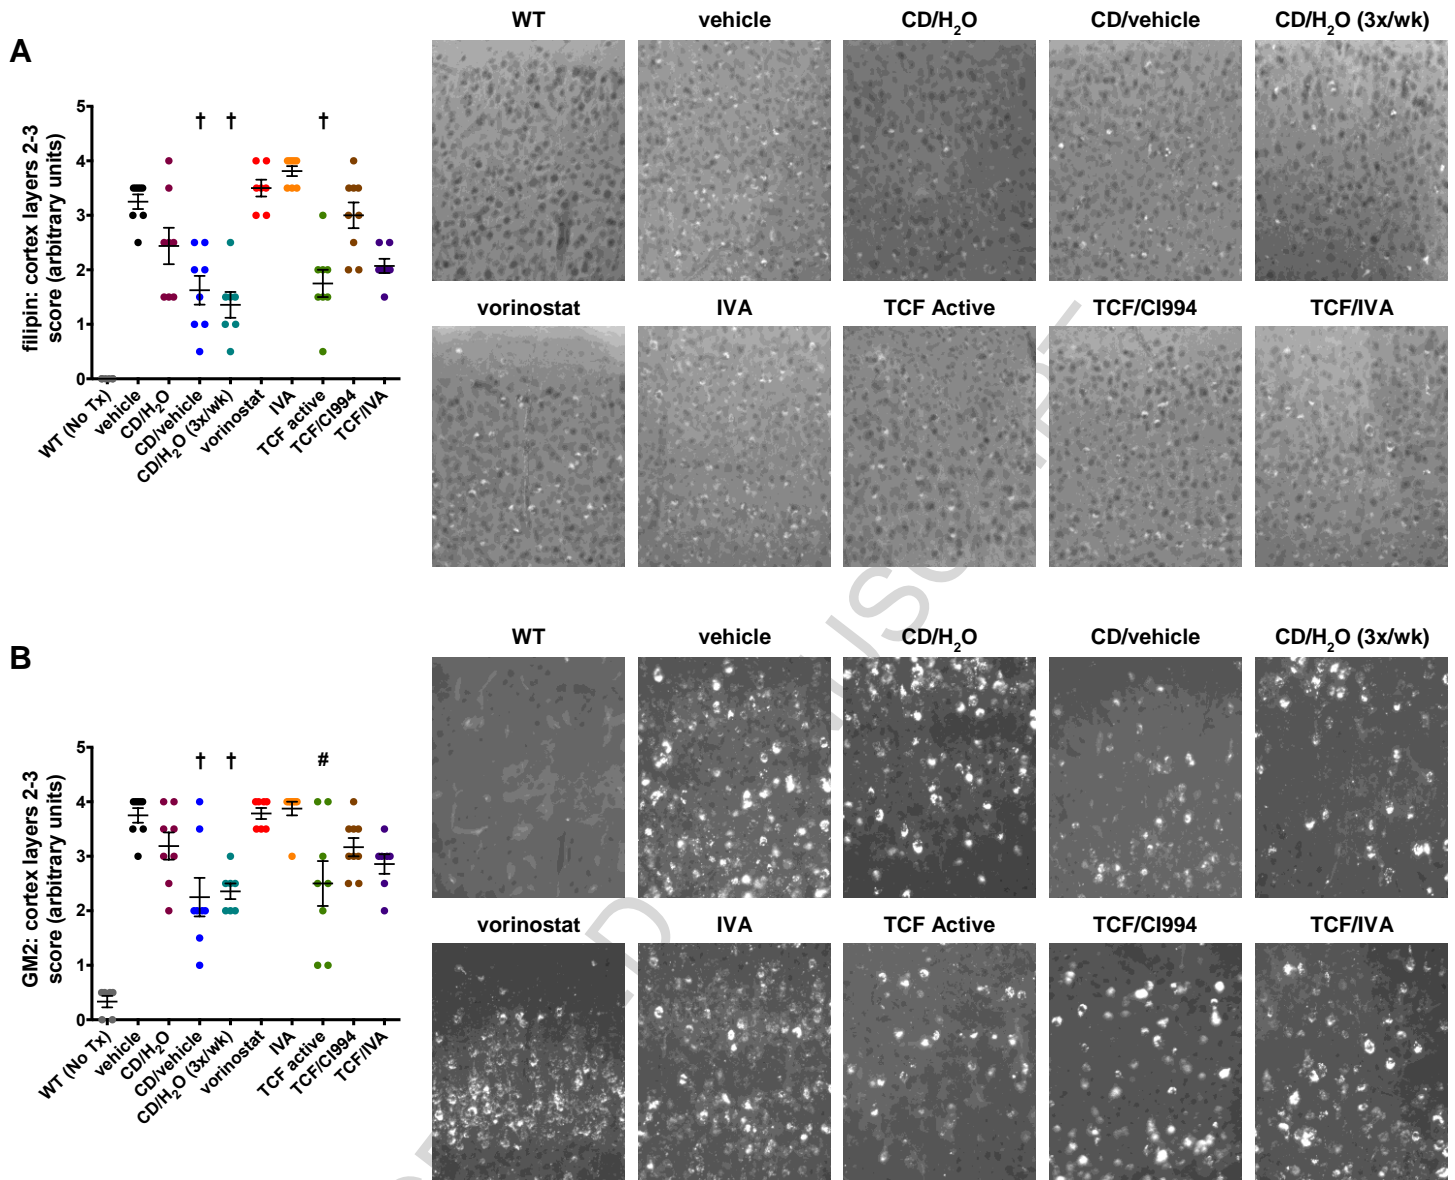 A
WT
vehicle
CD/H₂O
CD/vehicle
CD/H₂O (3x/wk)
filipin: cortex layers 2-3
score (arbitrary units)
5
4
3
2
1
0
† † †
WT (No Tx)
vehicle
CD/H₂O
CD/vehicle
CD/H₂O (3x/wk)
vorinostat
IVA
TCF active
TCF/CI994
TCF/IVA
vorinostat
IVA
TCF Active
TCF/CI994
TCF/IVA
B
WT
vehicle
CD/H₂O
CD/vehicle
CD/H₂O (3x/wk)
GM2: cortex layers 2-3
score (arbitrary units)
5
4
3
2
1
0
† † #
WT (No Tx)
vehicle
CD/H₂O
CD/vehicle
CD/H₂O (3x/wk)
vorinostat
IVA
TCF active
TCF/CI994
TCF/IVA
vorinostat
IVA
TCF Active
TCF/CI994
TCF/IVA